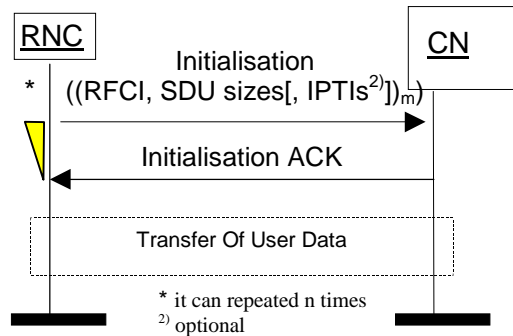 RNC
CN
Initialisation
* ((RFCI, SDU sizes[, IPTIs2)])m)
Initialisation ACK
Transfer Of User Data
* it can repeated n times
2) optional